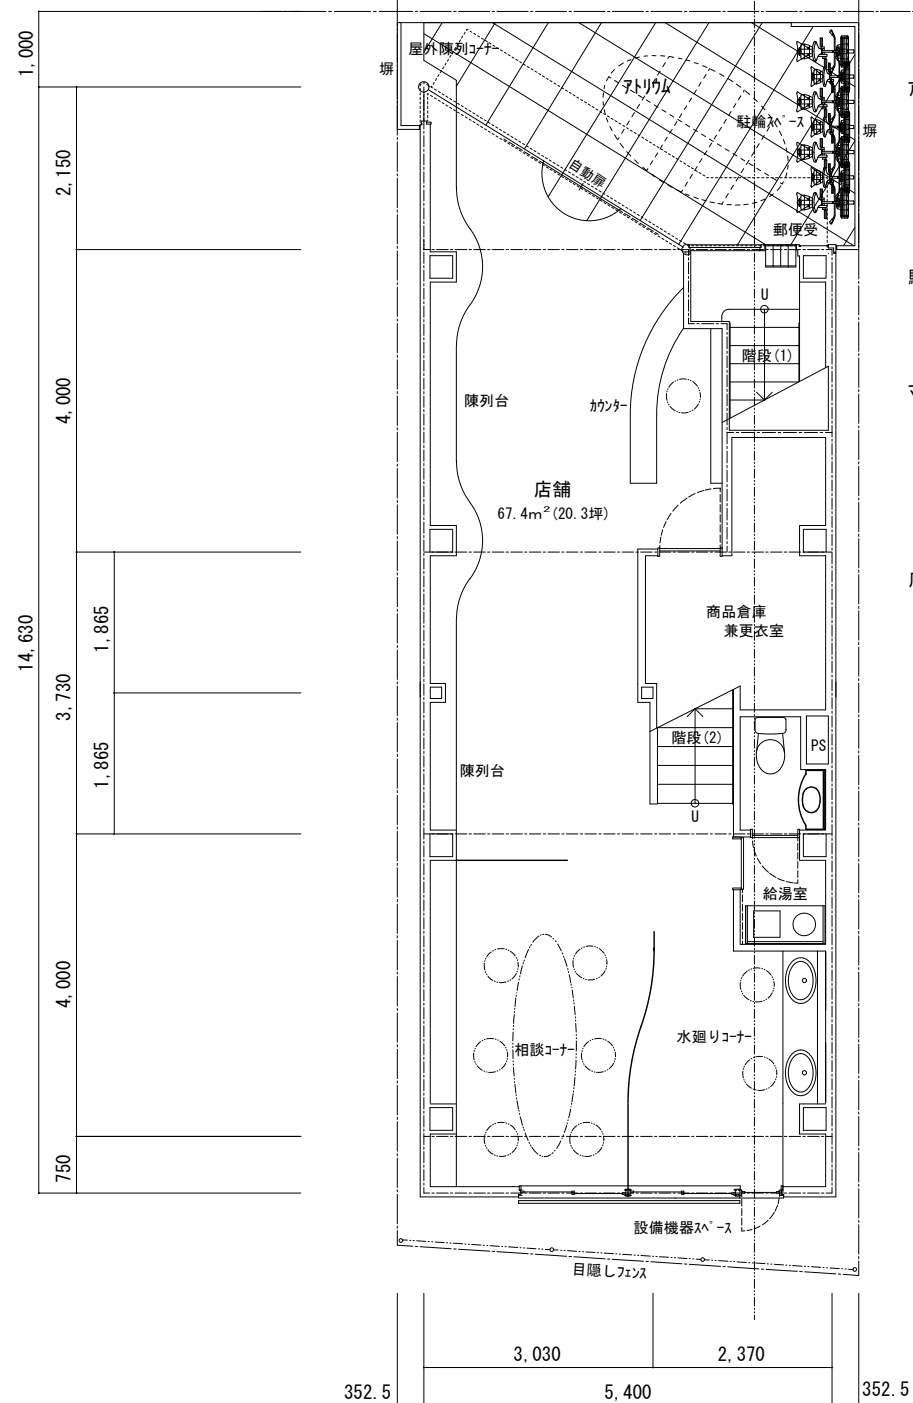 1,000
2,150
4,000
14,630
1,865
3,730
1,865
4,000
750
屋外陳列コーナー
塀
アトリウム
駐輪スペース
塀
自動扉
郵便受
U
階段(1)
陳列台
カウンター
店舗
67.4m²(20.3坪)
商品倉庫
兼更衣室
階段(2)
PS
陳列台
U
給湯室
水廻りコーナー
相談コーナー
設備機器スペース
目隠しフェンス
3,030
2,370
352.5
5,400
352.5